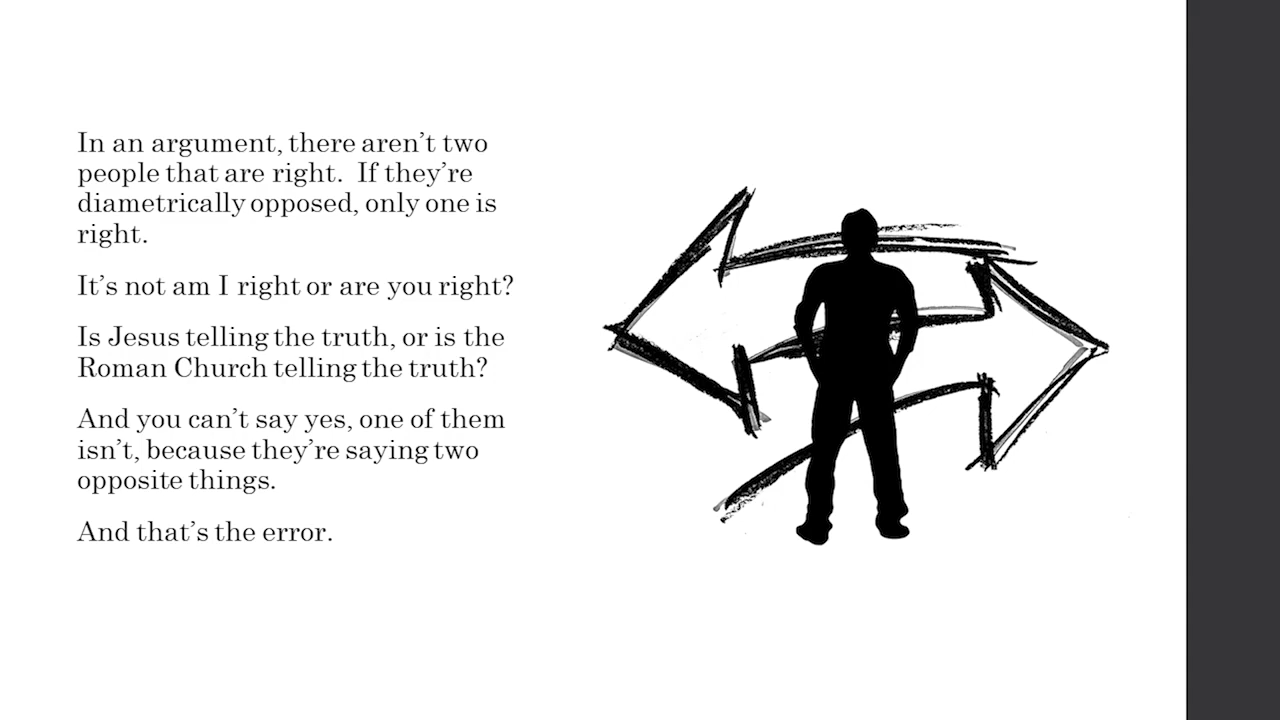 In an argument, there aren’t two
people that are right.  If they’re
diametrically opposed, only one is
right.
It’s not am I right or are you right?
Is Jesus telling the truth, or is the
Roman Church telling the truth?
And you can’t say yes, one of them
isn’t, because they’re saying two
opposite things.
And that’s the error.